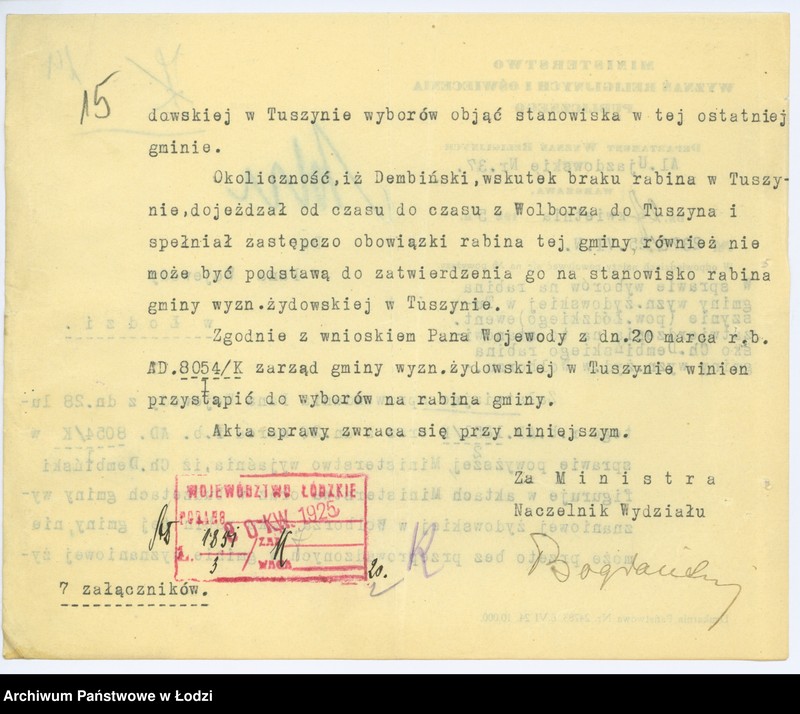 15
dowskiej w Tuszynie wyborów objąć stanowiska w tej ostatniej
gminie.
Okoliczność,iż Dembiński,wskutek braku rabina w Tuszy-
nie,dojeżdżał od czasu do czasu z Wolborza do Tuszyna i
spełniał zastępczo obowiązki rabina tej gminy również nie
może być podstawą do zatwierdzenia go na stanowisko rabina
gminy wyzn.żydowskiej w Tuszynie.
Zgodnie z wnioskiem Pana Wojewody z dn.20 marca r.b.
AD.8054/K zarząd gminy wyzn.żydowskiej w Tuszynie winien
przystąpić do wyborów na rabina gminy.
Akta sprawy zwraca się przy niniejszym.
Za Ministra
Naczelnik Wydziału
WOJEWÓDZTWO ŁÓDZKIE
KW. 1925
7 załączników.
Archiwum Państwowe w Łodzi